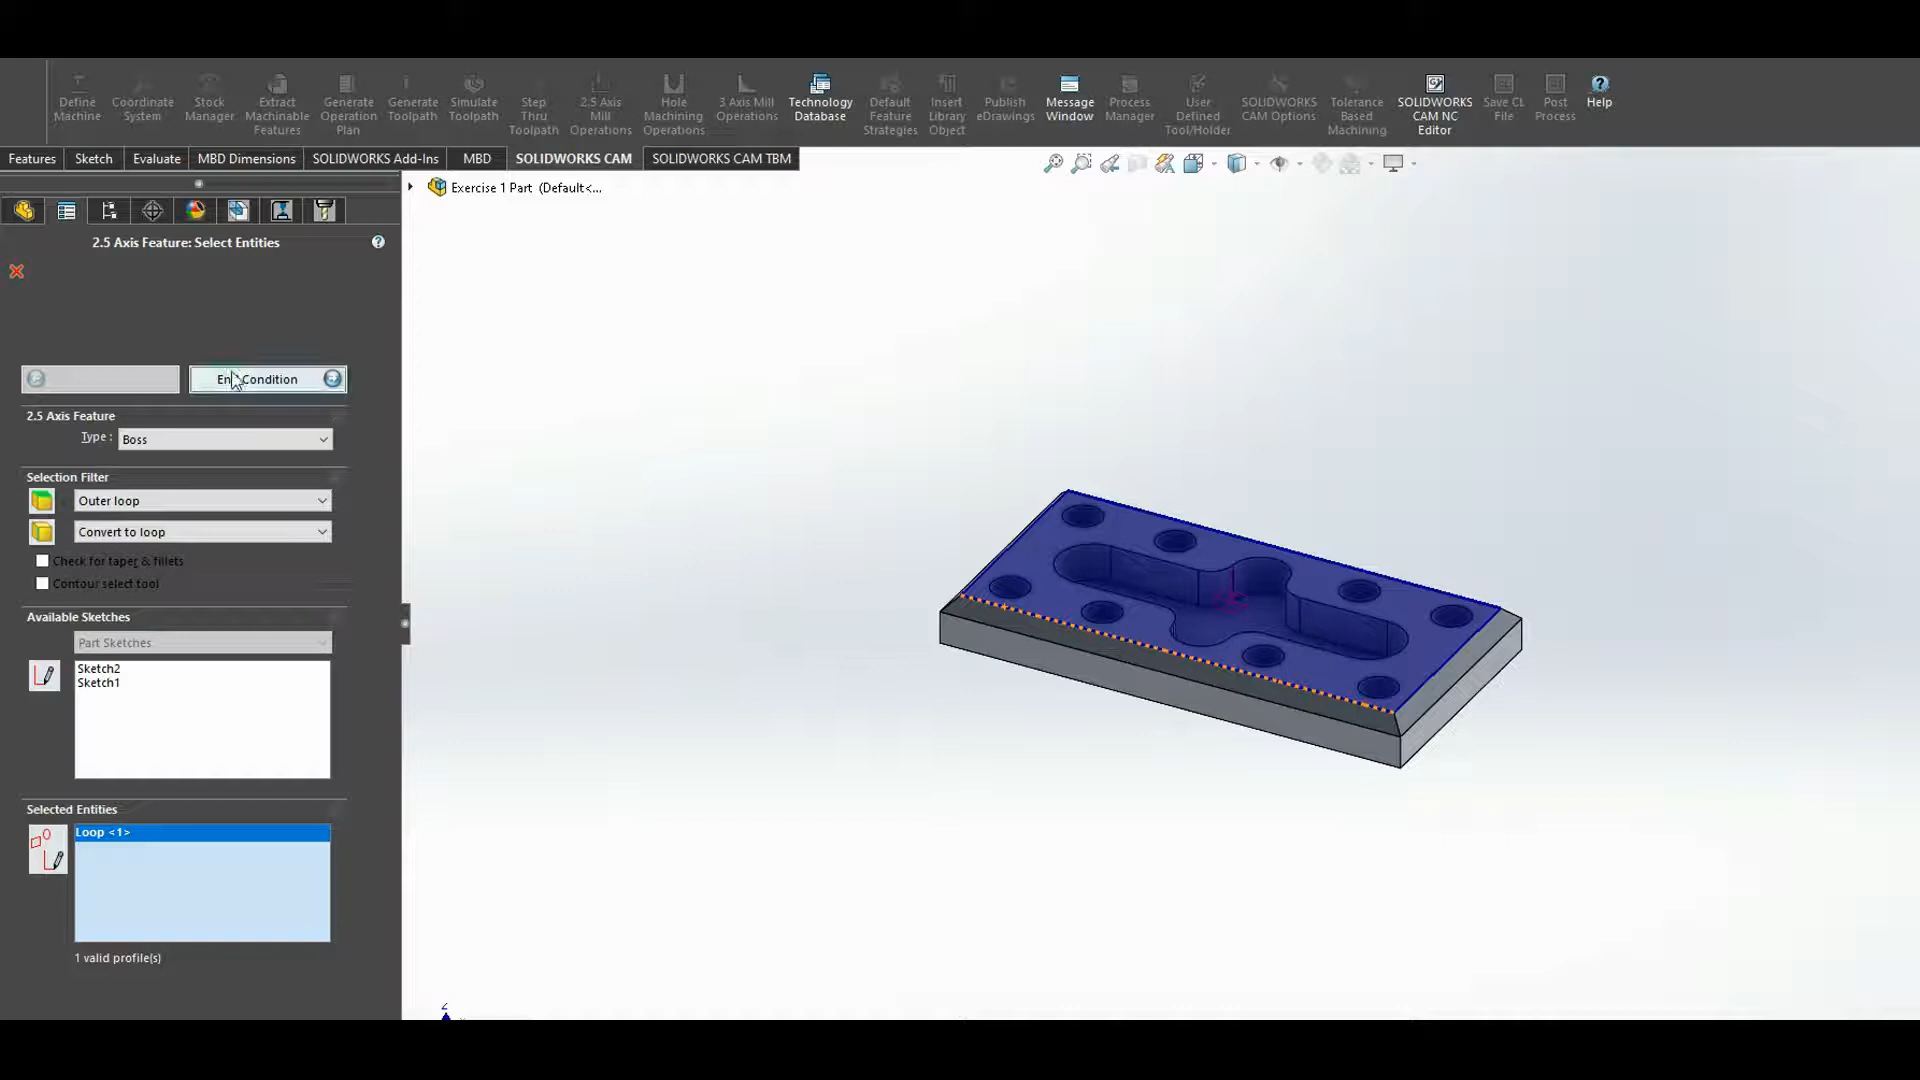 Define
Machine
Coordinate
System
Stock
Manager
Extract
Machinable
Features
Generate
Operation
Plan
Generate
Toolpath
Simulate
Toolpath
Step
Thru
Toolpath
2.5 Axis
Mill
Operations
Hole
Machining
Operations
3 Axis Mill
Operations
Technology
Database
Default
Feature
Strategies
Insert
Library
Object
Publish
eDrawings
Message
Window
Process
Manager
User
Defined
Tool/Holder
SOLIDWORKS
CAM Options
Tolerance
Based
Machining
SOLIDWORKS
CAM NC
Editor
Save CL
File
Post
Process
Help
Features Sketch Evaluate MBD Dimensions SOLIDWORKS Add-Ins MBD SOLIDWORKS CAM SOLIDWORKS CAM TBM
Exercise 1 Part (Default<...
2.5 Axis Feature: Select Entities
End Condition
2.5 Axis Feature
Type : Boss
Selection Filter
Outer loop
Convert to loop
Check for taper & fillets
Contour select tool
Available Sketches
Part Sketches
Sketch2
Sketch1
Selected Entities
Loop <1>
1 valid profile(s)
Z